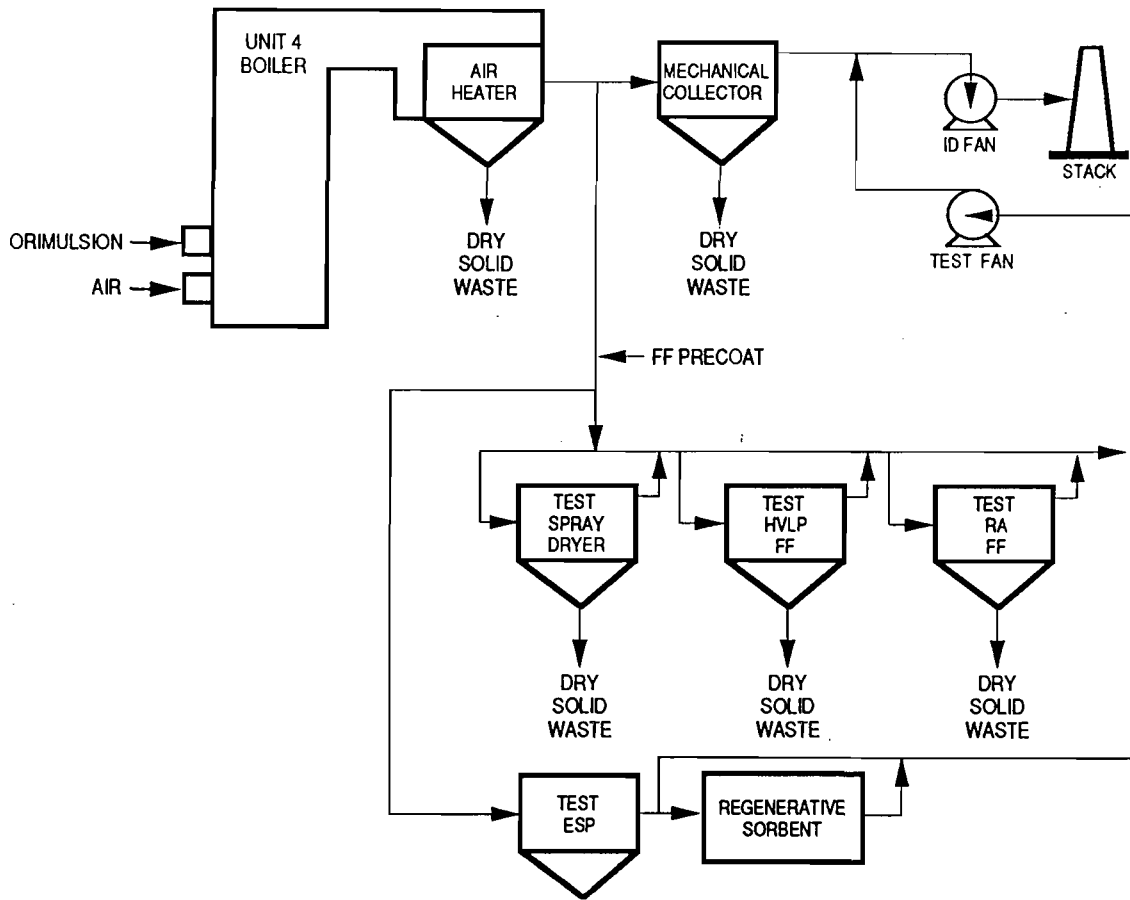 UNIT 4
BOILER
AIR
HEATER
MECHANICAL
COLLECTOR
ID FAN
STACK
ORIMULSION
AIR
DRY
SOLID
WASTE
DRY
SOLID
WASTE
TEST FAN
FF PRECOAT
TEST
SPRAY
DRYER
TEST
HVLP
FF
TEST
RA
FF
DRY
SOLID
WASTE
DRY
SOLID
WASTE
DRY
SOLID
WASTE
TEST
ESP
REGENERATIVE
SORBENT